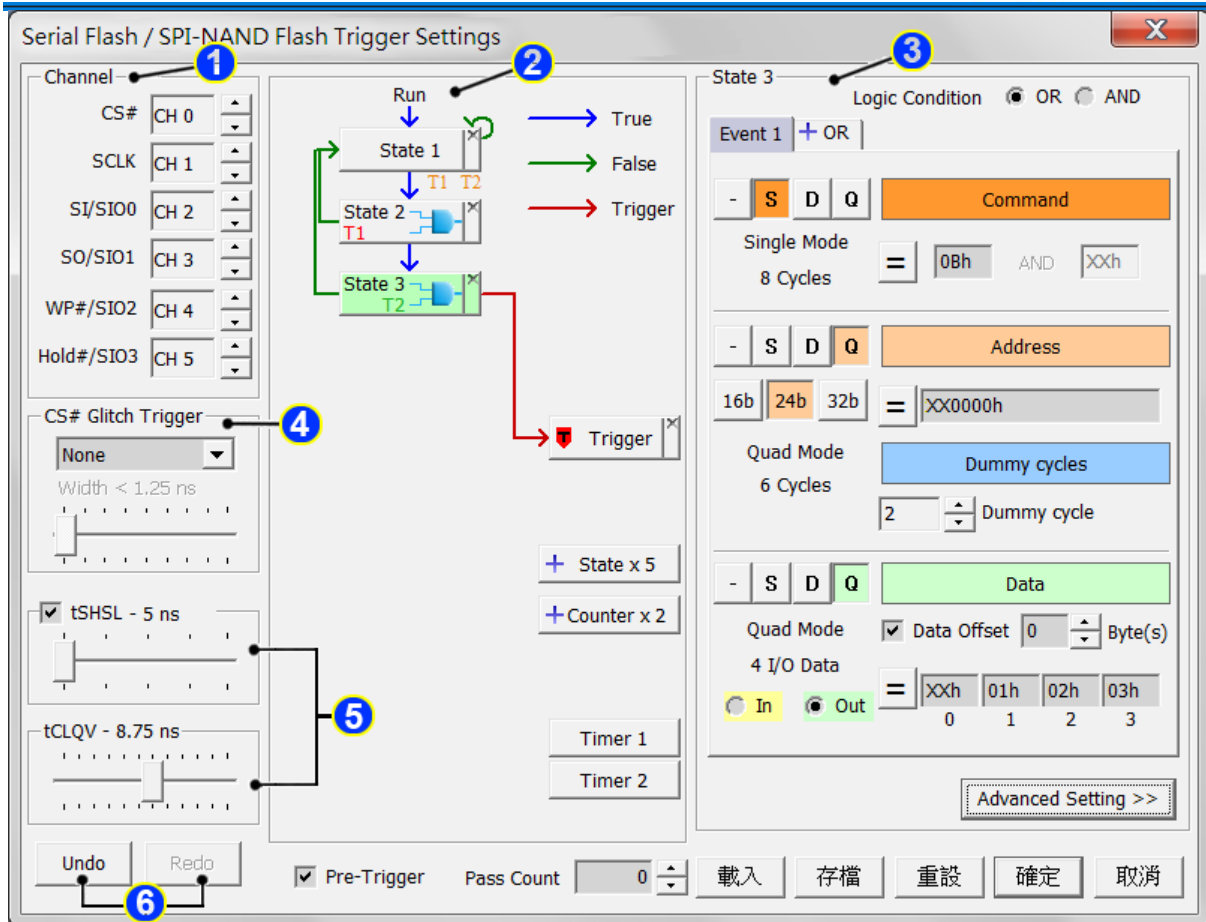 Serial Flash / SPI-NAND Flash Trigger Settings
X
1
Channel
CS# CH 0
SCLK CH 1
SI/SIO0 CH 2
SO/SIO1 CH 3
WP#/SIO2 CH 4
Hold#/SIO3 CH 5
CS# Glitch Trigger
4
None
Width < 1.25 ns
tSHSL - 5 ns
tCLQV - 8.75 ns
5
Undo Redo
6
2
Run
True
False
Trigger
State 1
T1 T2
State 2
T1
State 3
T2
T Trigger
+ State x 5
+ Counter x 2
Timer 1
Timer 2
3
State 3
Logic Condition OR AND
Event 1 + OR
- S D Q Command
Single Mode
8 Cycles
= 0Bh AND XXh
- S D Q Address
16b 24b 32b = XX0000h
Quad Mode
6 Cycles
Dummy cycles
2 Dummy cycle
- S D Q Data
Quad Mode
4 I/O Data
Data Offset 0 Byte(s)
In Out
= XXh 01h 02h 03h
0 1 2 3
Advanced Setting >>
Pre-Trigger Pass Count 0 載入 存檔 重設 確定 取消